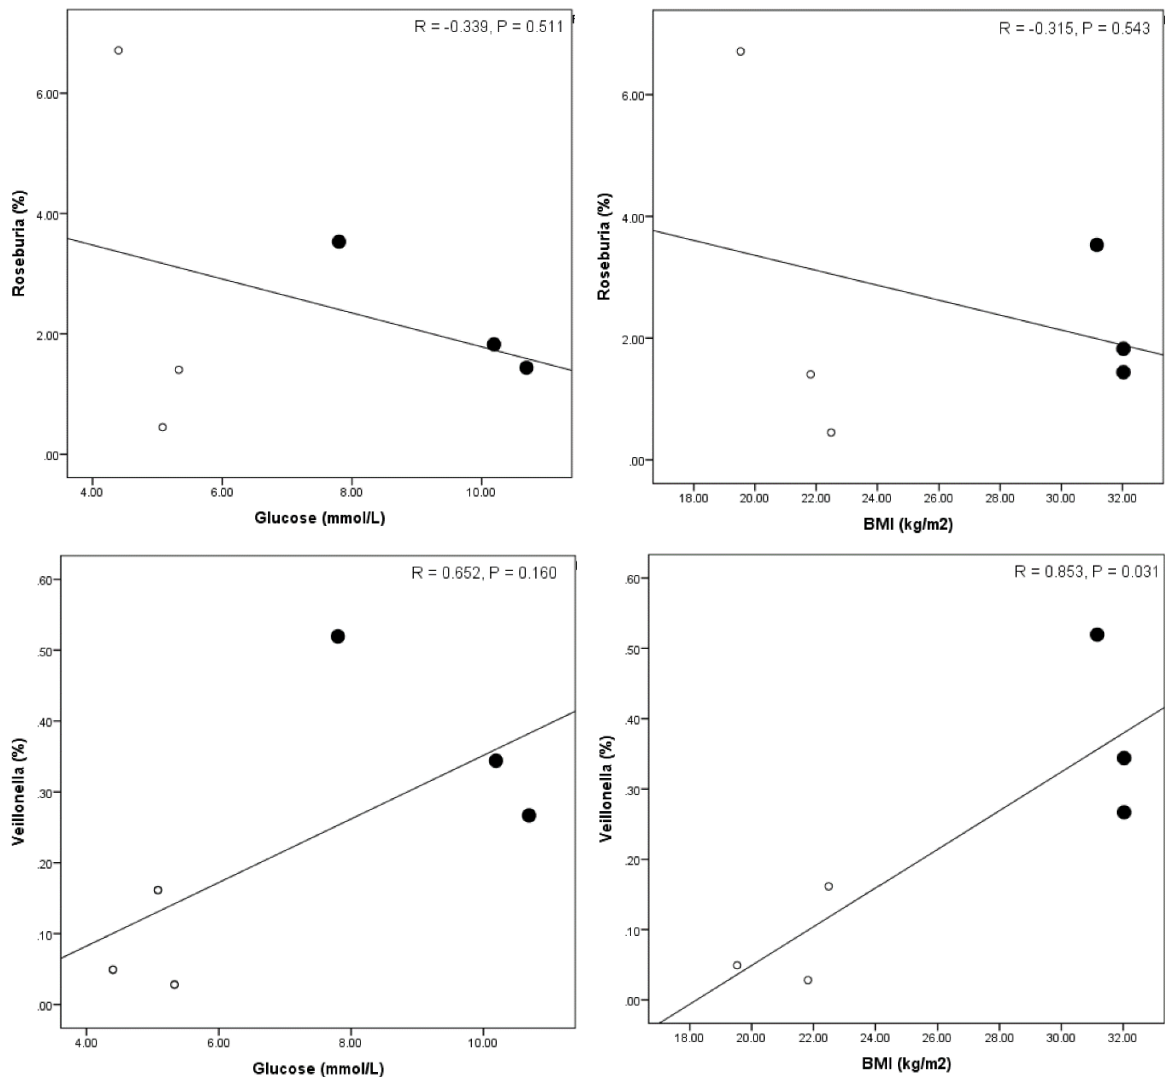 R = -0.339, P = 0.511
6.00
4.00
2.00
.00
Roseburia (%)
4.00 6.00 8.00 10.00
Glucose (mmol/L)
R = -0.315, P = 0.543
6.00
4.00
2.00
.00
Roseburia (%)
18.00 20.00 22.00 24.00 26.00 28.00 30.00 32.00
BMI (kg/m2)
R = 0.652, P = 0.160
.60
.50
.40
.30
.20
.10
.00
Veillonella (%)
4.00 6.00 8.00 10.00
Glucose (mmol/L)
R = 0.853, P = 0.031
.60
.50
.40
.30
.20
.10
.00
Veillonella (%)
18.00 20.00 22.00 24.00 26.00 28.00 30.00 32.00
BMI (kg/m2)